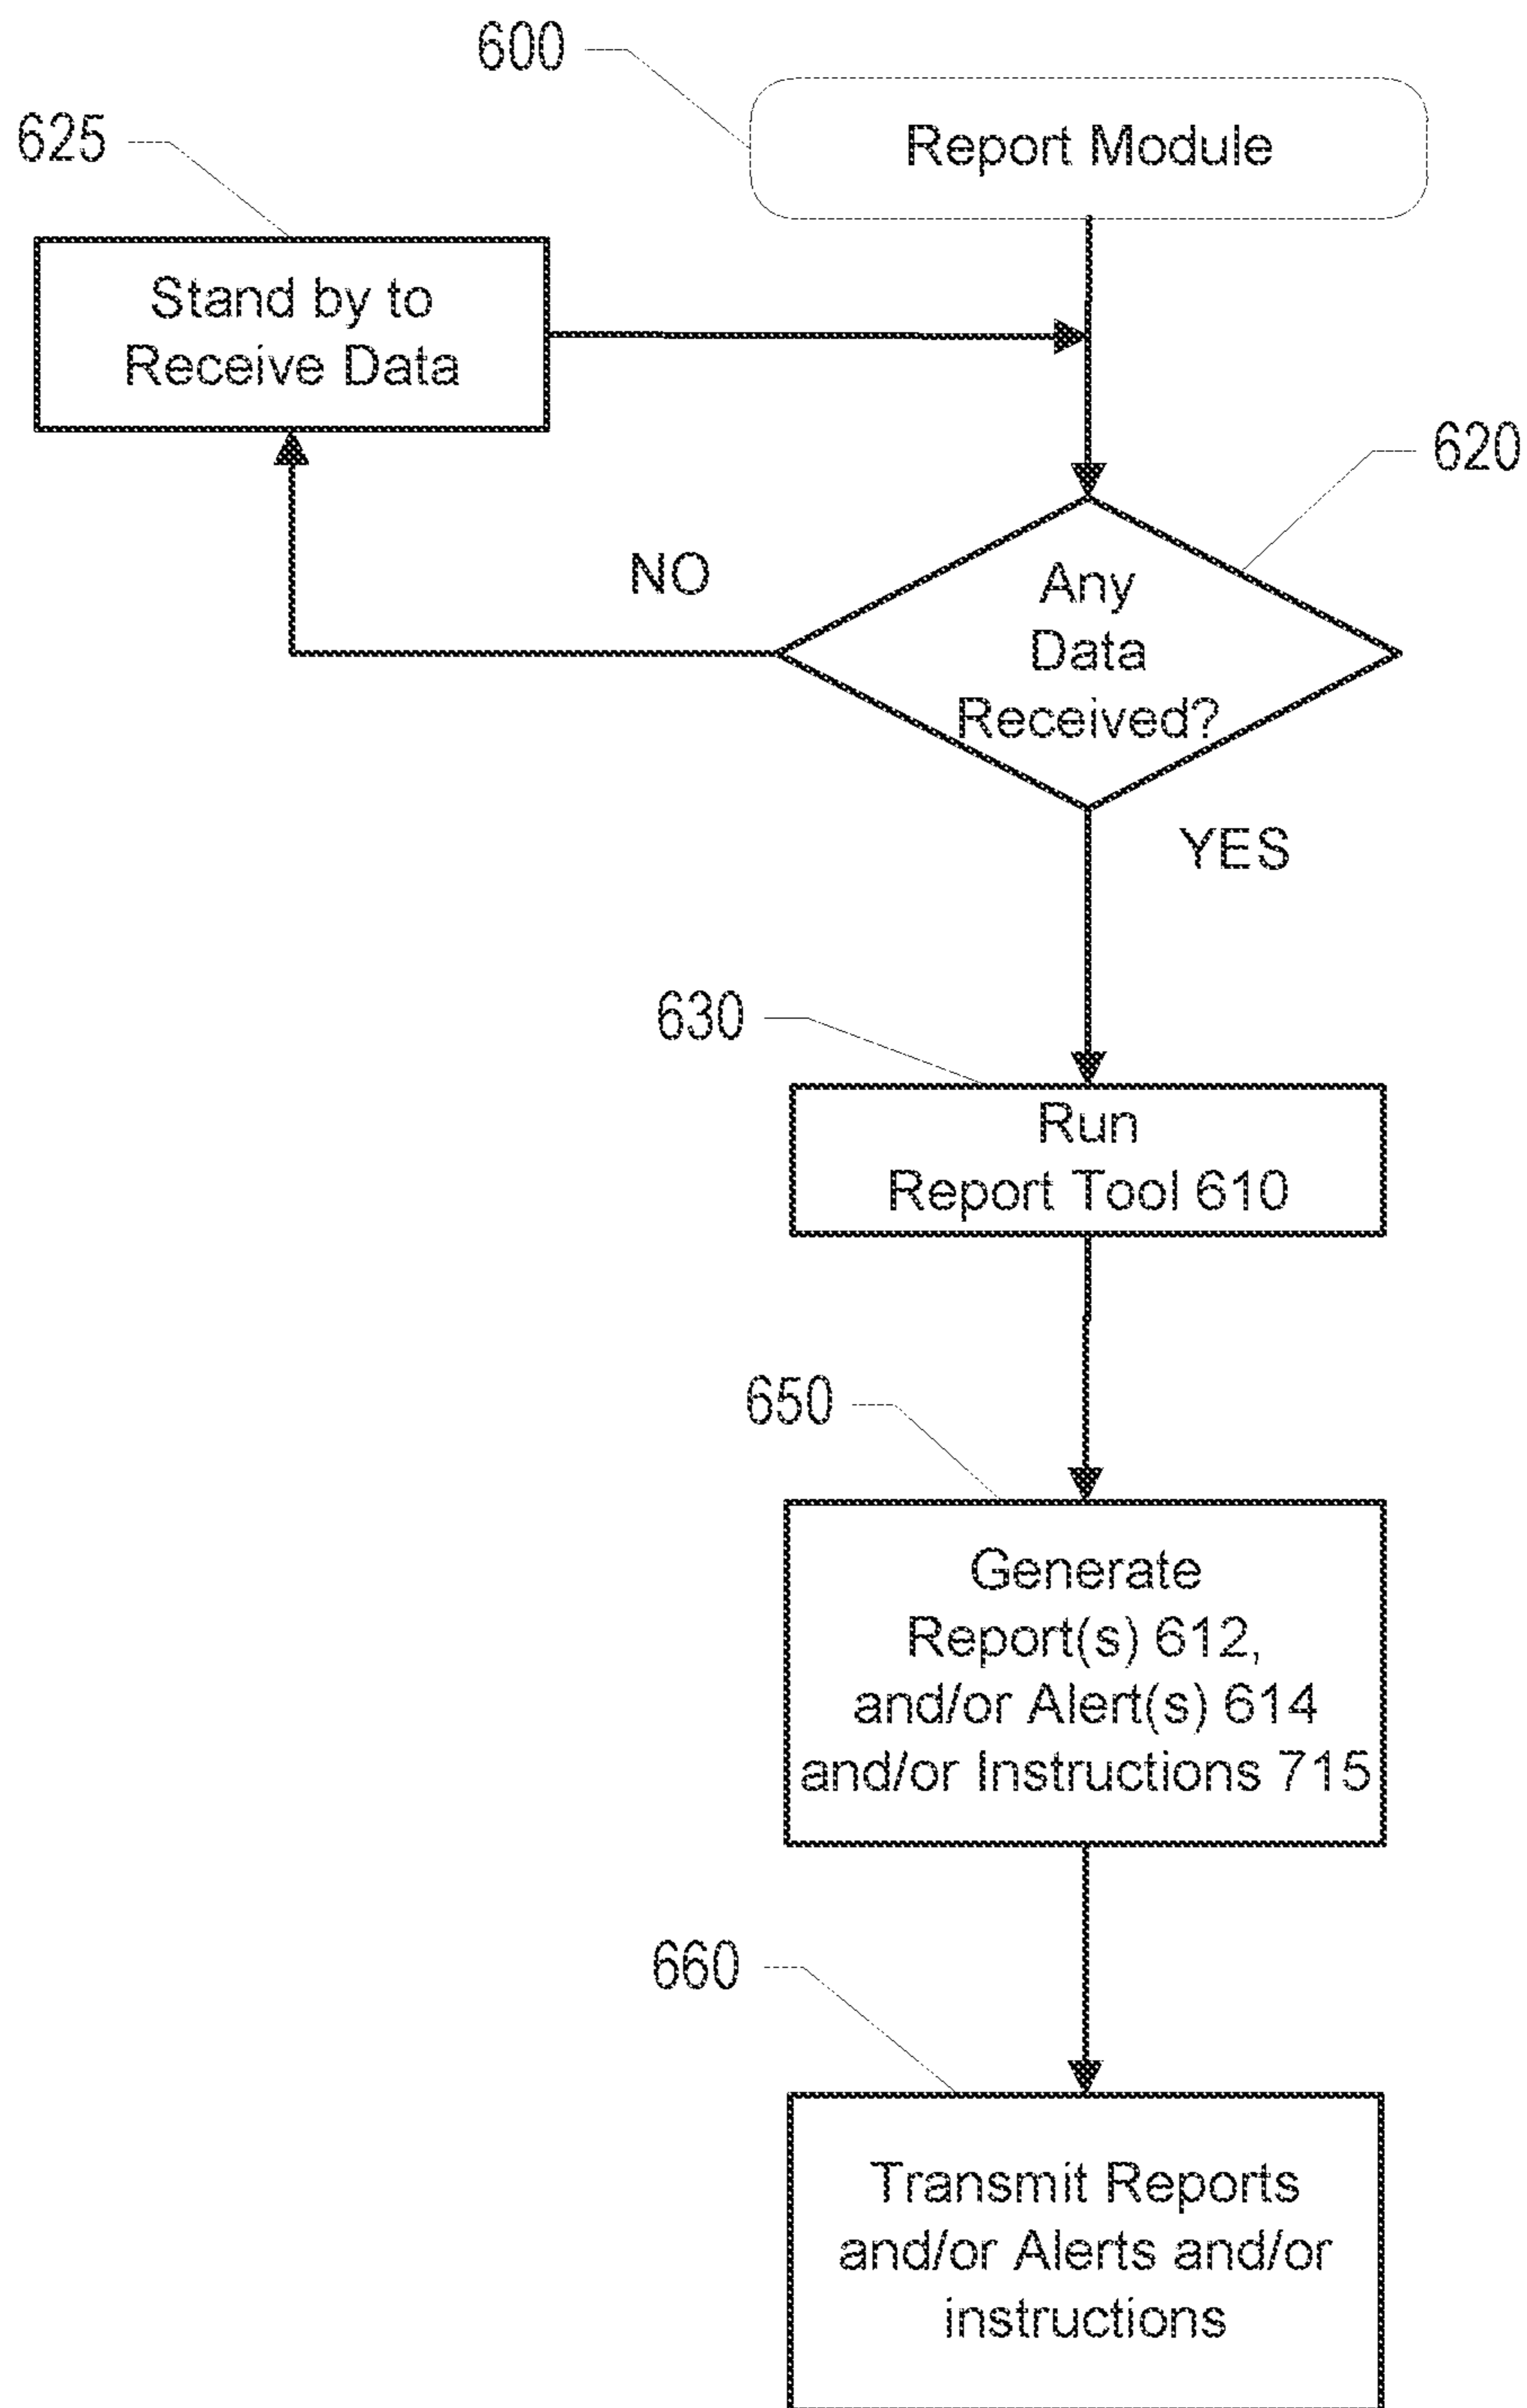 600
Report Module
625
Stand by to
Receive Data
620
NO
Any
Data
Received?
YES
630
Run
Report Tool 610
650
Generate
Report(s) 612,
and/or Alert(s) 614
and/or Instructions 715
660
Transmit Reports
and/or Alerts and/or
instructions